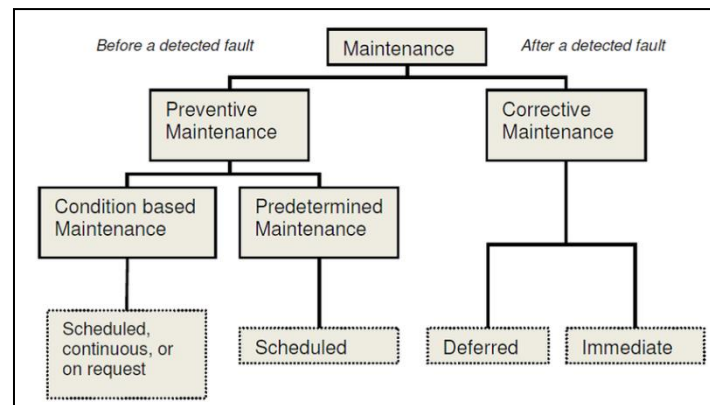 Before a detected fault
Maintenance
After a detected fault
Preventive
Maintenance
Corrective
Maintenance
Condition based
Maintenance
Predetermined
Maintenance
Scheduled,
continuous, or
on request
Scheduled
Deferred
Immediate